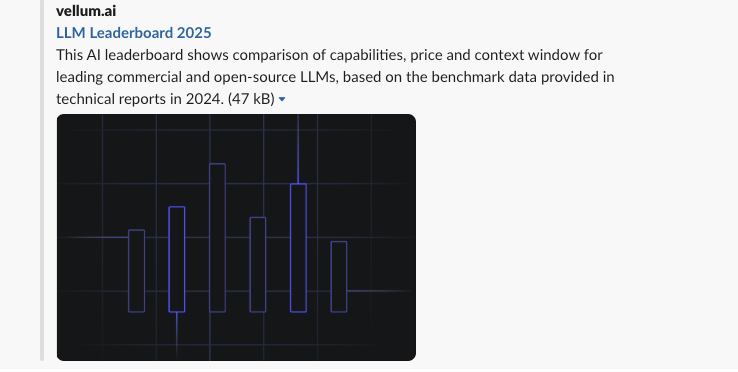 vellum.ai
LLM Leaderboard 2025
This AI leaderboard shows comparison of capabilities, price and context window for
leading commercial and open-source LLMs, based on the benchmark data provided in
technical reports in 2024. (47 kB)